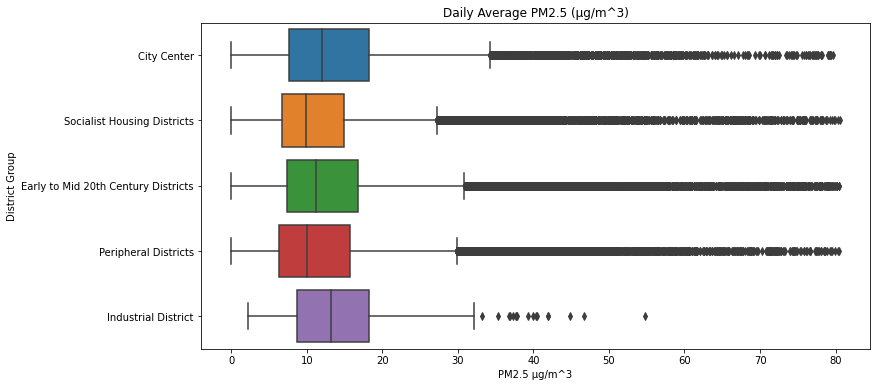 Daily Average PM2.5 (µg/m^3)
District Group
City Center
Socialist Housing Districts
Early to Mid 20th Century Districts
Peripheral Districts
Industrial District
0 10 20 30 40 50 60 70 80
PM2.5 µg/m^3